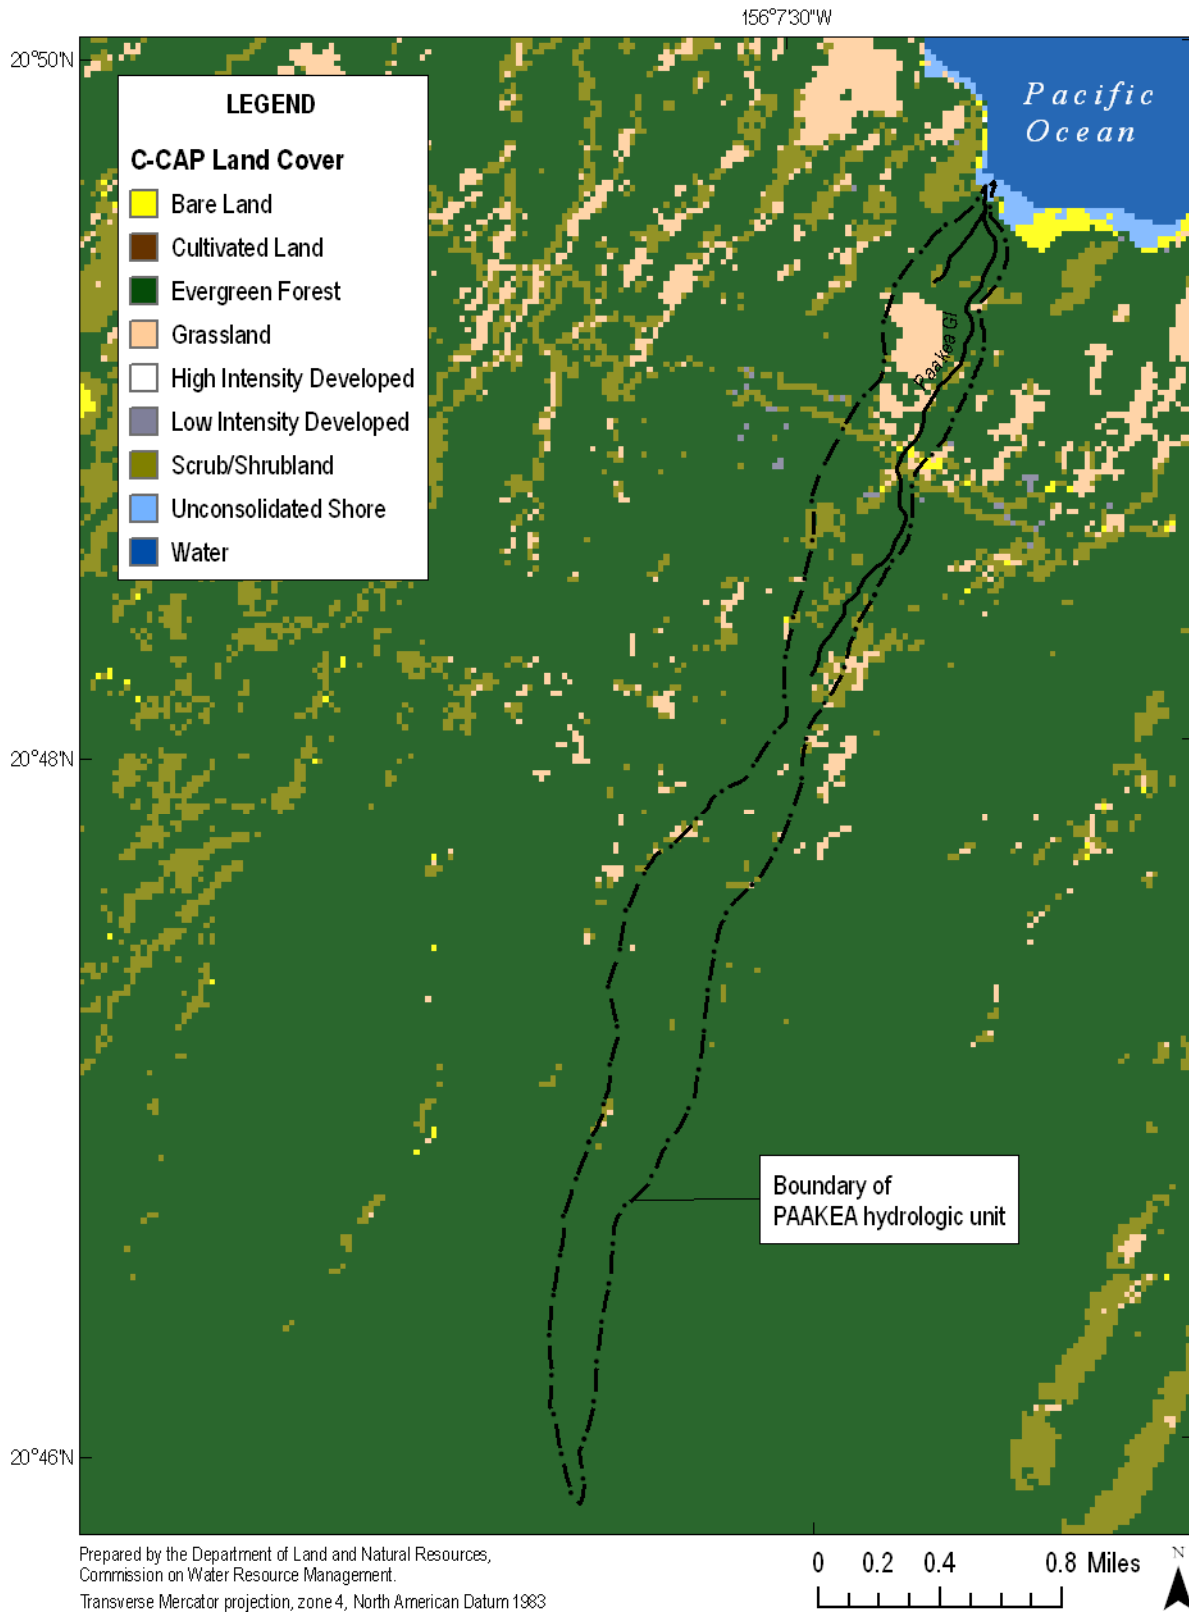 156°7'30"W
20°50'N
Pacific
Ocean
LEGEND
C-CAP Land Cover
Bare Land
Cultivated Land
Evergreen Forest
Grassland
High Intensity Developed
Low Intensity Developed
Scrub/Shrubland
Unconsolidated Shore
Water
Paakea Gl
20°48'N
Boundary of
PAAKEA hydrologic unit
20°46'N
Prepared by the Department of Land and Natural Resources,
Commission on Water Resource Management.
Transverse Mercator projection, zone 4, North American Datum 1983
0 0.2 0.4 0.8 Miles
N